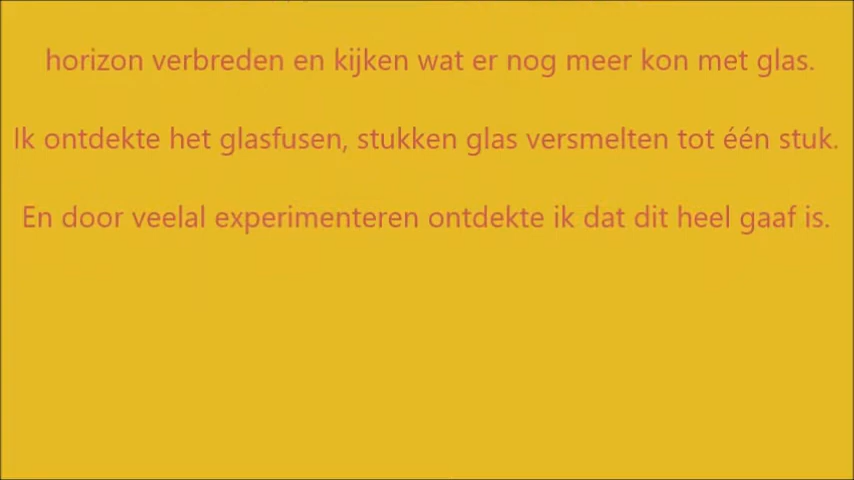 horizon verbreden en kijken wat er nog meer kon met glas.
Ik ontdekte het glasfusen, stukken glas versmelten tot één stuk.
En door veelal experimenteren ontdekte ik dat dit heel gaaf is.